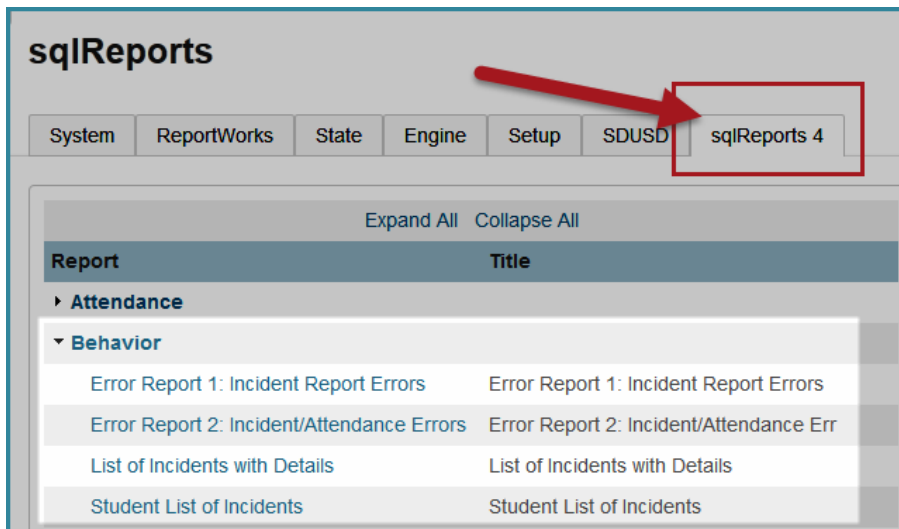 sqlReports
System ReportWorks State Engine Setup SDUSD sqlReports 4
Expand All Collapse All
Report Title
Attendance
Behavior
Error Report 1: Incident Report Errors Error Report 1: Incident Report Errors
Error Report 2: Incident/Attendance Errors Error Report 2: Incident/Attendance Err
List of Incidents with Details List of Incidents with Details
Student List of Incidents Student List of Incidents